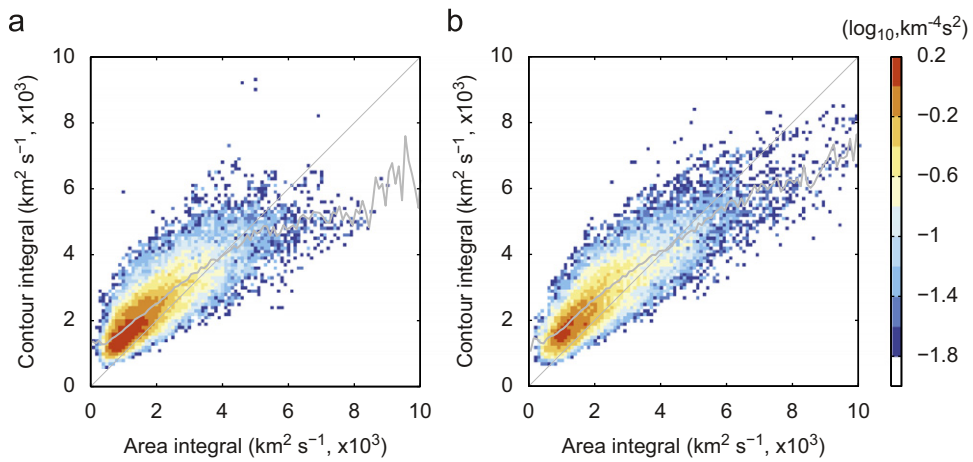 a
b
(log₁₀,km⁻⁴s²)
10
8
6
4
2
0
Contour integral (km² s⁻¹, x10³)
0 2 4 6 8 10
Area integral (km² s⁻¹, x10³)
10
8
6
4
2
0
Contour integral (km² s⁻¹, x10³)
0 2 4 6 8 10
Area integral (km² s⁻¹, x10³)
0.2
−0.2
−0.6
−1
−1.4
−1.8